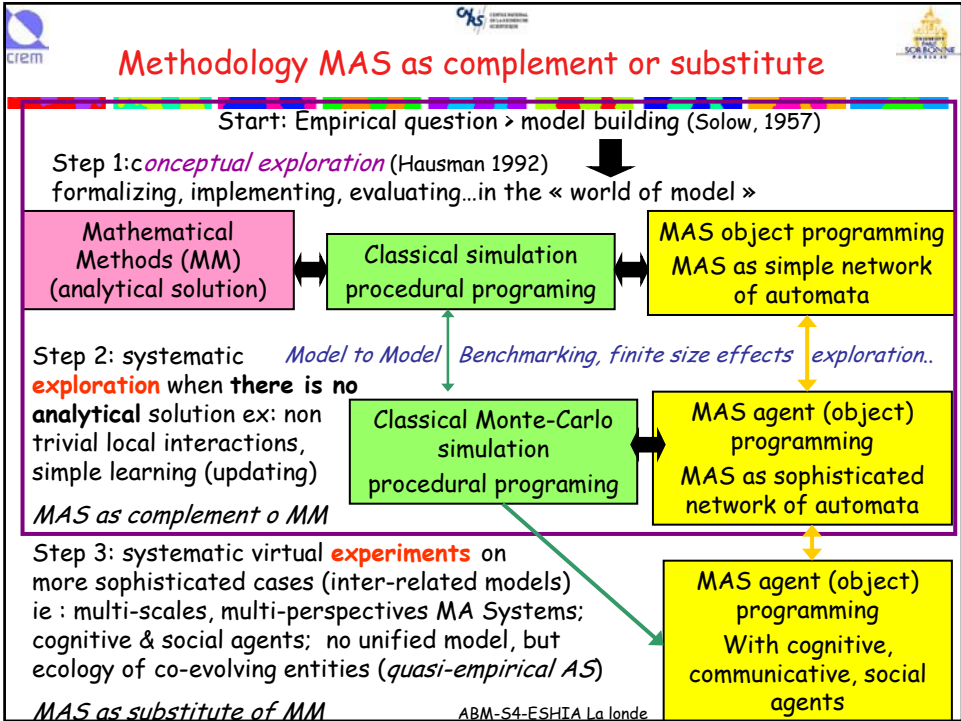 crem
CNRS CENTRE NATIONAL
DE LA RECHERCHE
SCIENTIFIQUE
SORBONNE
Methodology MAS as complement or substitute
Start: Empirical question > model building (Solow, 1957)
Step 1:conceptual exploration (Hausman 1992)
formalizing, implementing, evaluating…in the « world of model »
Mathematical
Methods (MM)
(analytical solution)
Classical simulation
procedural programing
MAS object programming
MAS as simple network
of automata
Step 2: systematic
exploration when there is no
analytical solution ex: non
trivial local interactions,
simple learning (updating)
MAS as complement o MM
Model to Model Benchmarking, finite size effects exploration..
Classical Monte-Carlo
simulation
procedural programing
MAS agent (object)
programming
MAS as sophisticated
network of automata
Step 3: systematic virtual experiments on
more sophisticated cases (inter-related models)
ie : multi-scales, multi-perspectives MA Systems;
cognitive & social agents; no unified model, but
ecology of co-evolving entities (quasi-empirical AS)
MAS as substitute of MM
MAS agent (object)
programming
With cognitive,
communicative, social
agents
ABM-S4-ESHIA La londe